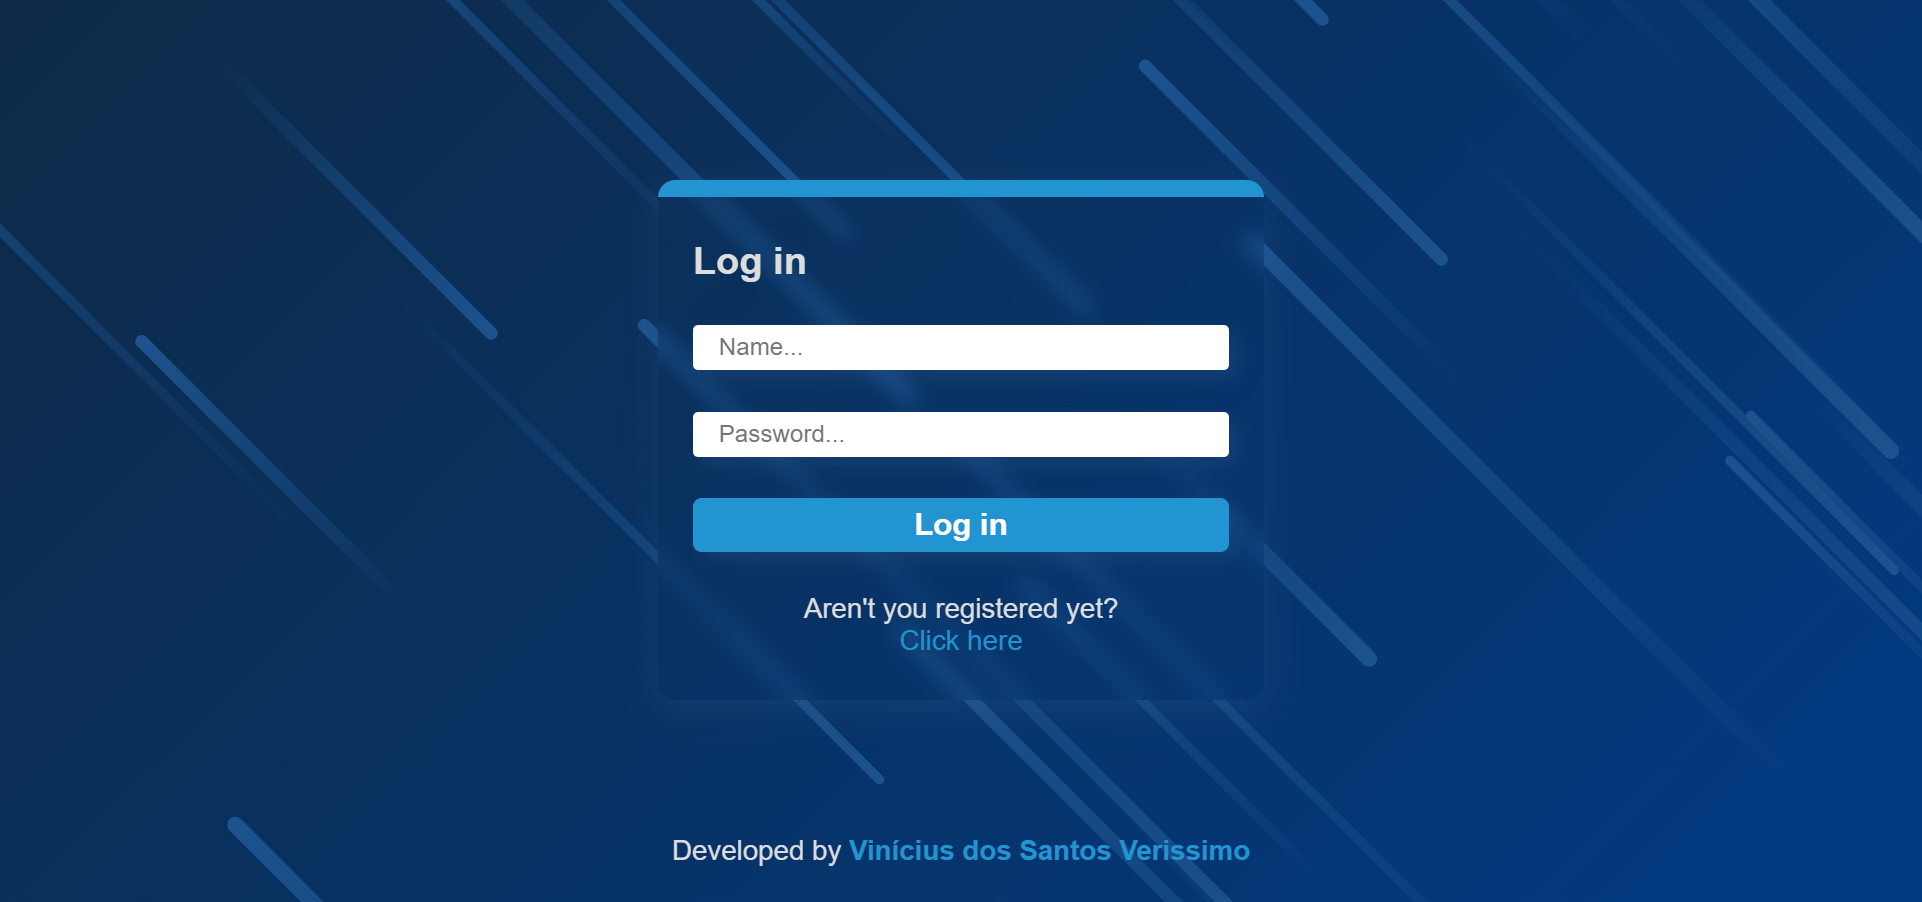 Log in
Name...
Password...
Log in
Aren't you registered yet?
Click here
Developed by Vinícius dos Santos Verissimo